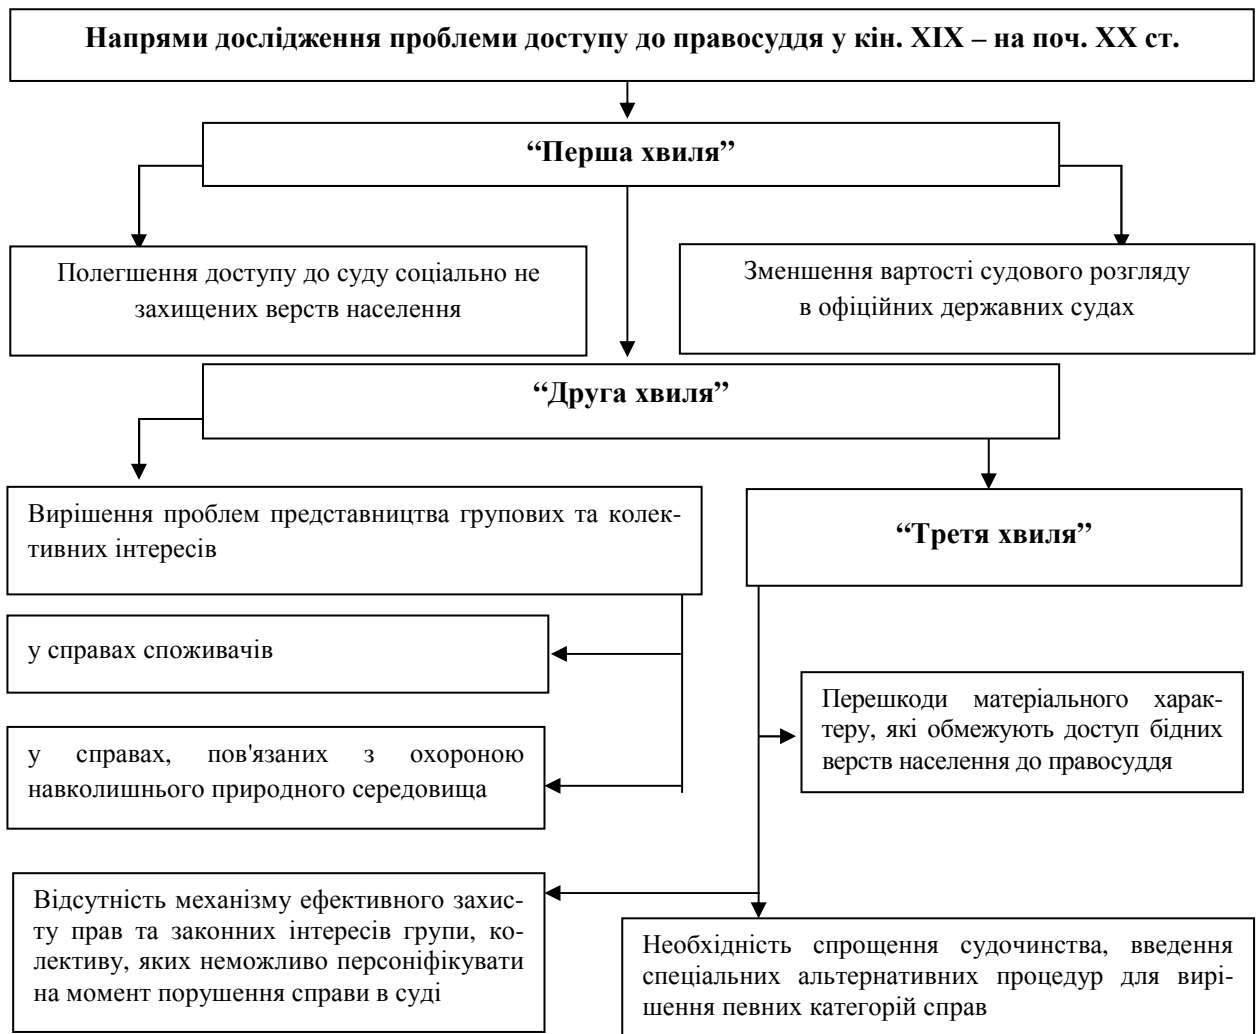 Напрями дослідження проблеми доступу до правосуддя у кін. XIX – на поч. XX ст.
“Перша хвиля”
Полегшення доступу до суду соціально не
захищених верств населення
Зменшення вартості судового розгляду
в офіційних державних судах
“Друга хвиля”
Вирішення проблем представництва групових та колек-
тивних інтересів
“Третя хвиля”
у справах споживачів
у справах, пов'язаних з охороною
навколишнього природного середовища
Перешкоди матеріального харак-
теру, які обмежують доступ бідних
верств населення до правосуддя
Відсутність механізму ефективного захис-
ту прав та законних інтересів групи, ко-
лективу, яких неможливо персоніфікувати
на момент порушення справи в суді
Необхідність спрощення судочинства, введення
спеціальних альтернативних процедур для вирі-
шення певних категорій справ